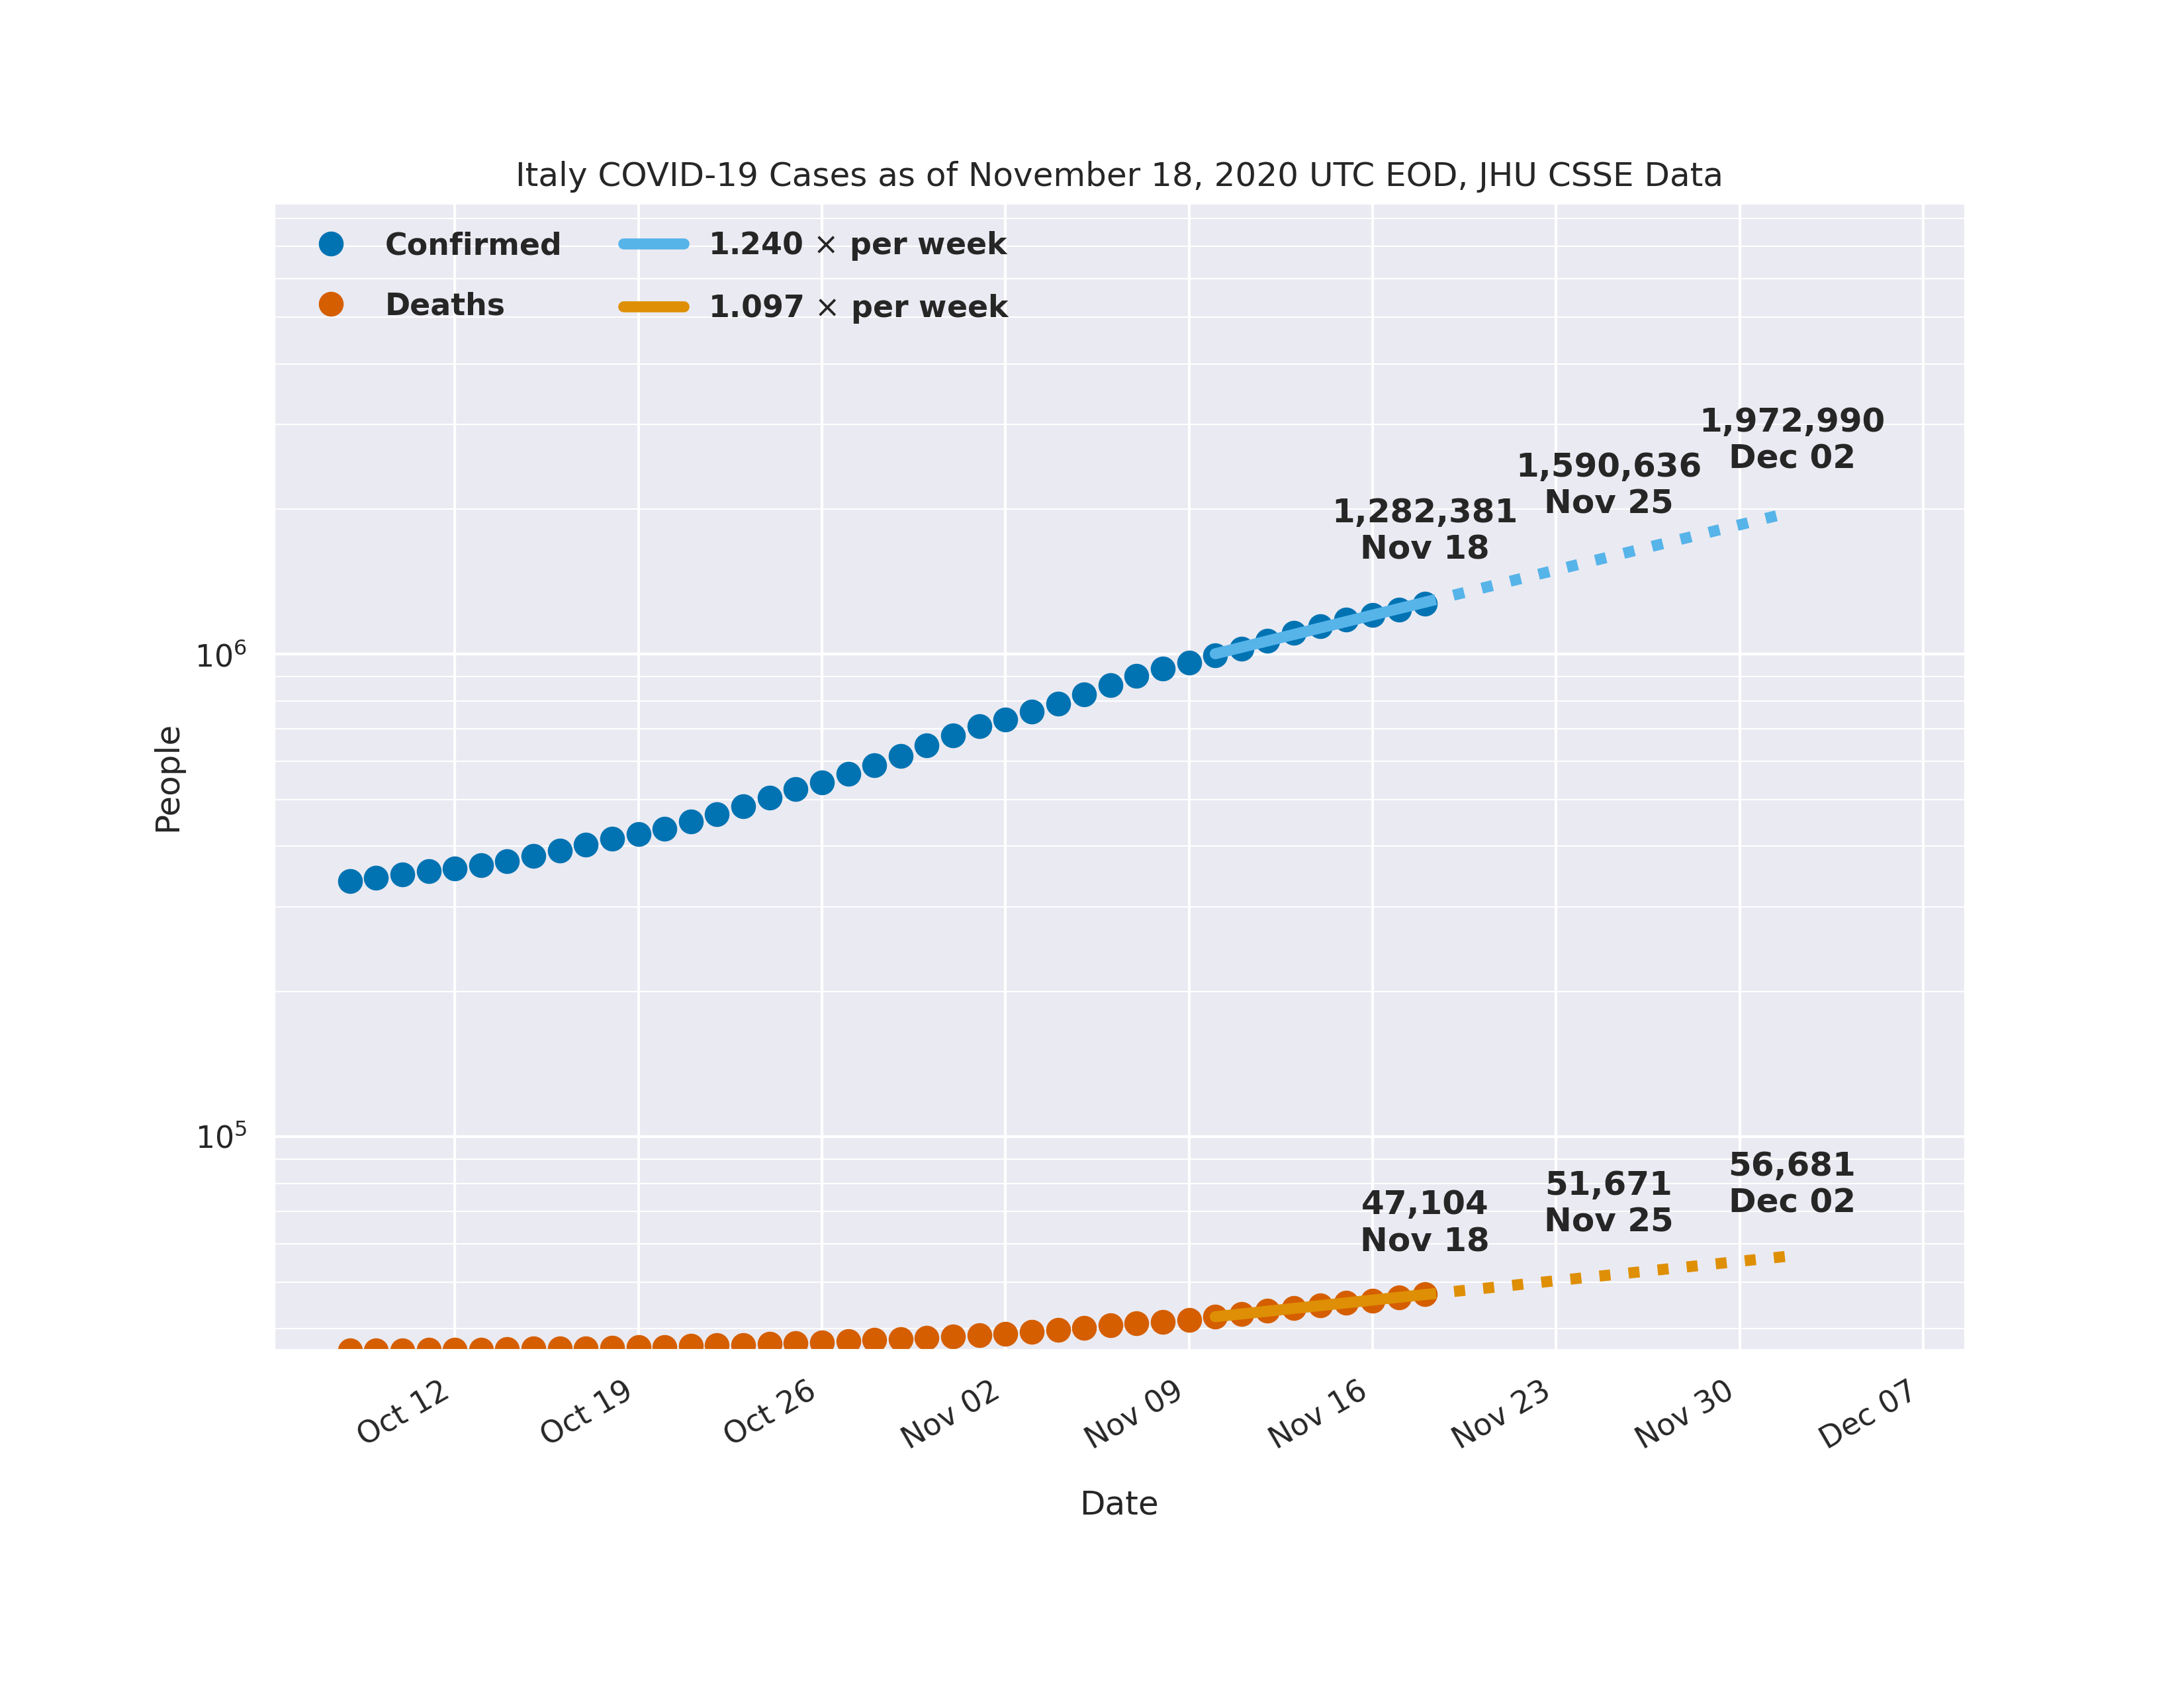 Italy COVID-19 Cases as of November 18, 2020 UTC EOD, JHU CSSE Data
Confirmed
Deaths
1.240 × per week
1.097 × per week
1,972,990
Dec 02
1,590,636
Nov 25
1,282,381
Nov 18
10⁶
People
10⁵
56,681
Dec 02
51,671
Nov 25
47,104
Nov 18
Oct 12
Oct 19
Oct 26
Nov 02
Nov 09
Nov 16
Nov 23
Nov 30
Dec 07
Date